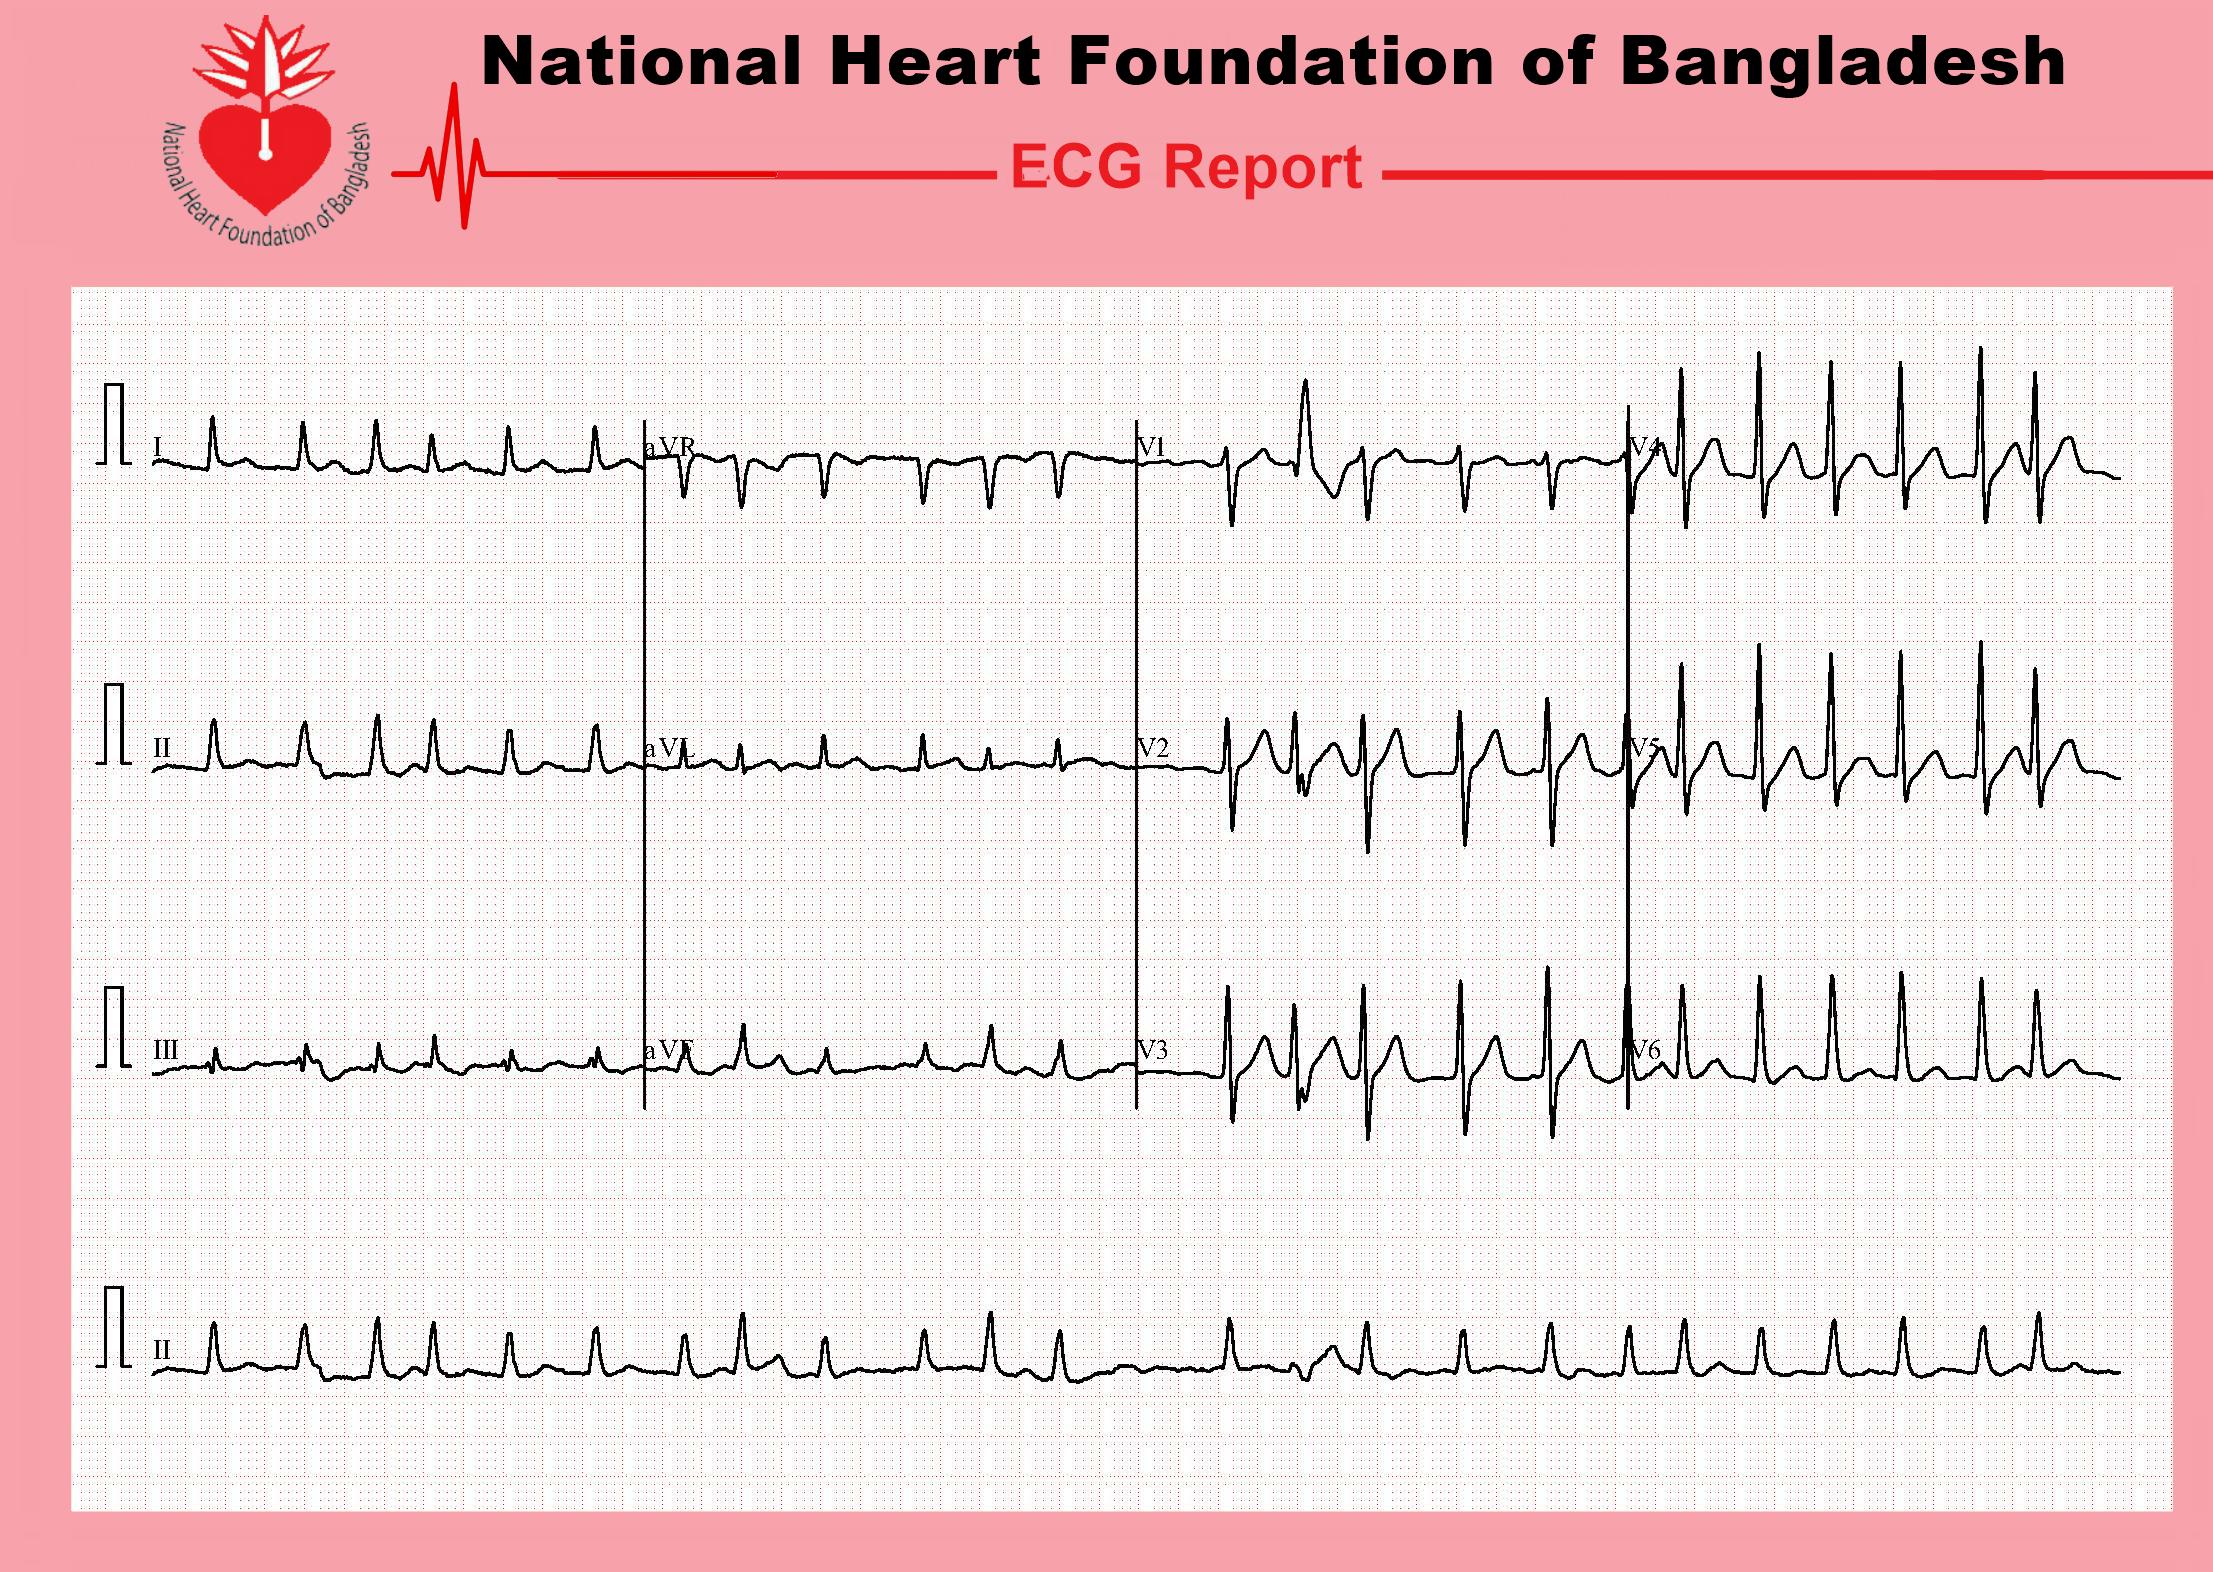 National Heart Foundation of Bangladesh
National Heart Foundation of Bangladesh
ECG Report
I
aVR
V1
V4
II
aVL
V2
V5
III
aVF
V3
V6
II